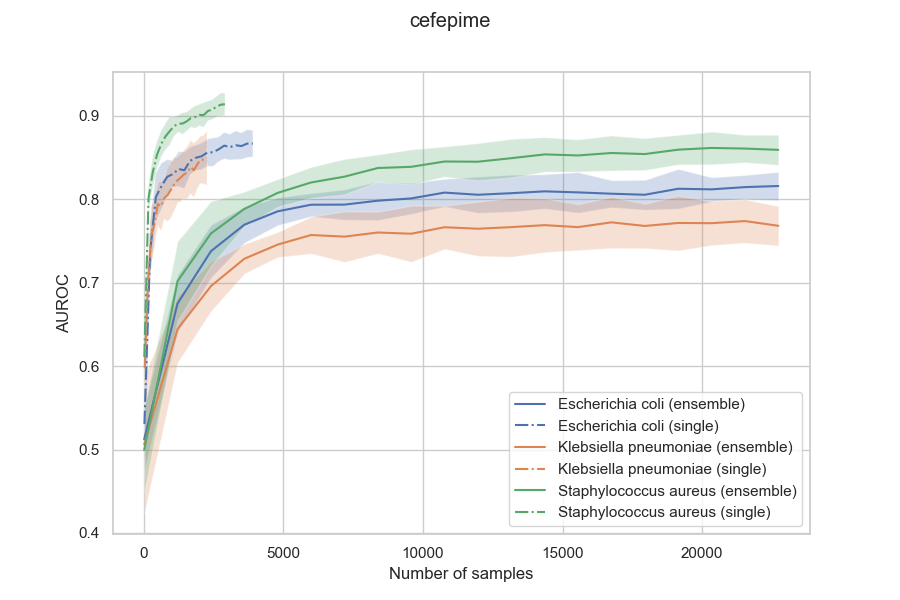 cefepime
AUROC
0.9
0.8
0.7
0.6
0.5
0.4
Escherichia coli (ensemble)
Escherichia coli (single)
Klebsiella pneumoniae (ensemble)
Klebsiella pneumoniae (single)
Staphylococcus aureus (ensemble)
Staphylococcus aureus (single)
0 5000 10000 15000 20000
Number of samples